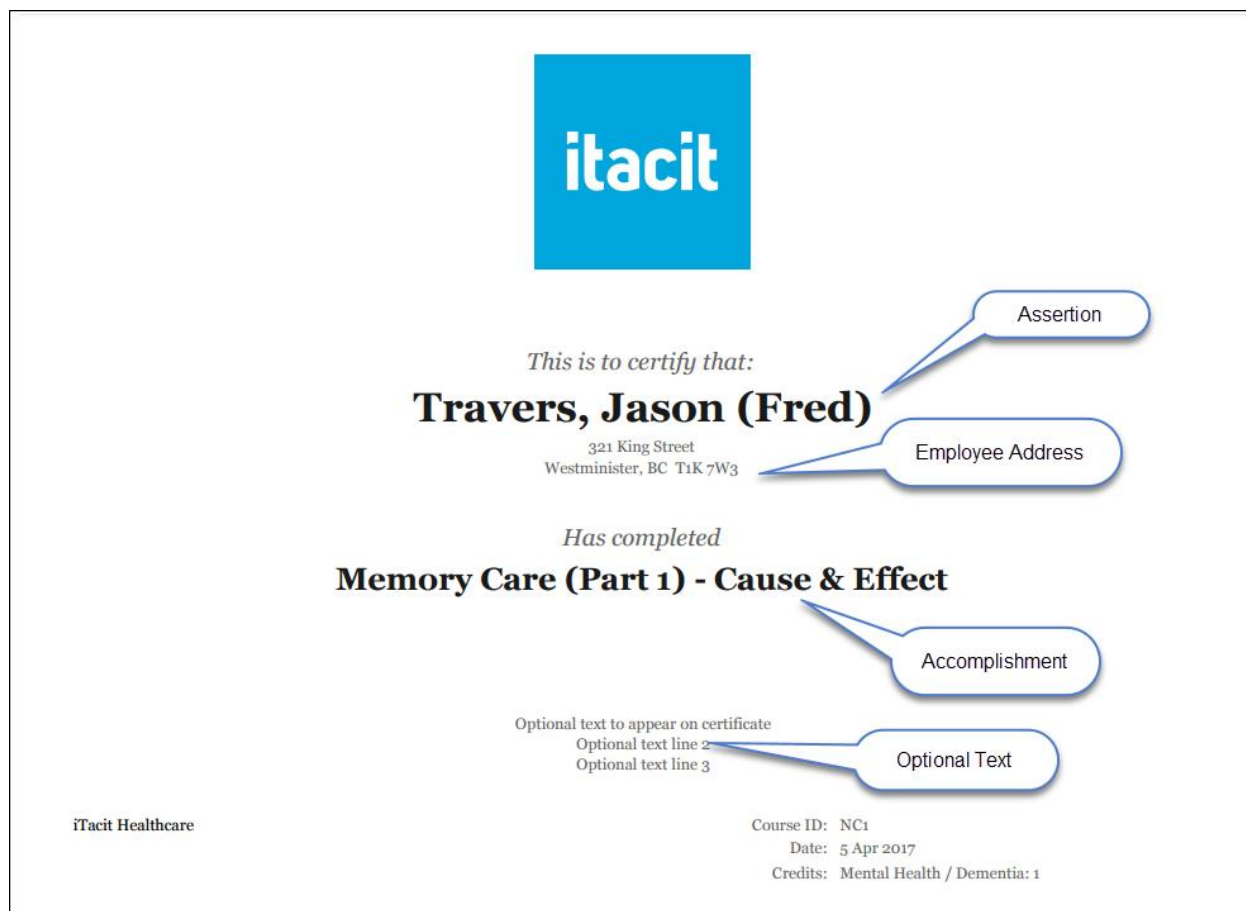 itacit
Assertion
This is to certify that:
Travers, Jason (Fred)
321 King Street
Westminister, BC T1K 7W3
Employee Address
Has completed
Memory Care (Part 1) - Cause & Effect
Accomplishment
Optional text to appear on certificate
Optional text line 2
Optional text line 3
Optional Text
iTacit Healthcare
Course ID: NC1
Date: 5 Apr 2017
Credits: Mental Health / Dementia: 1